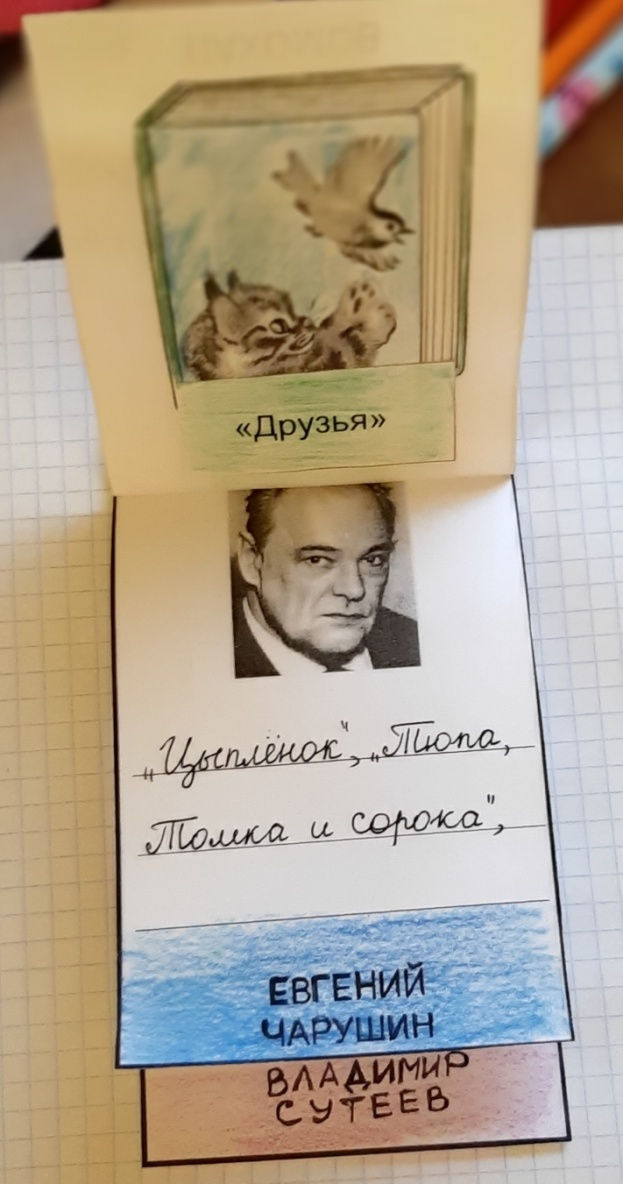 «Друзья»
„Цыплёнок", „Тюпа,
Томка и сорока",
ЕВГЕНИЙ
ЧАРУШИН
ВЛАДИМИР
СУТЕЕВ